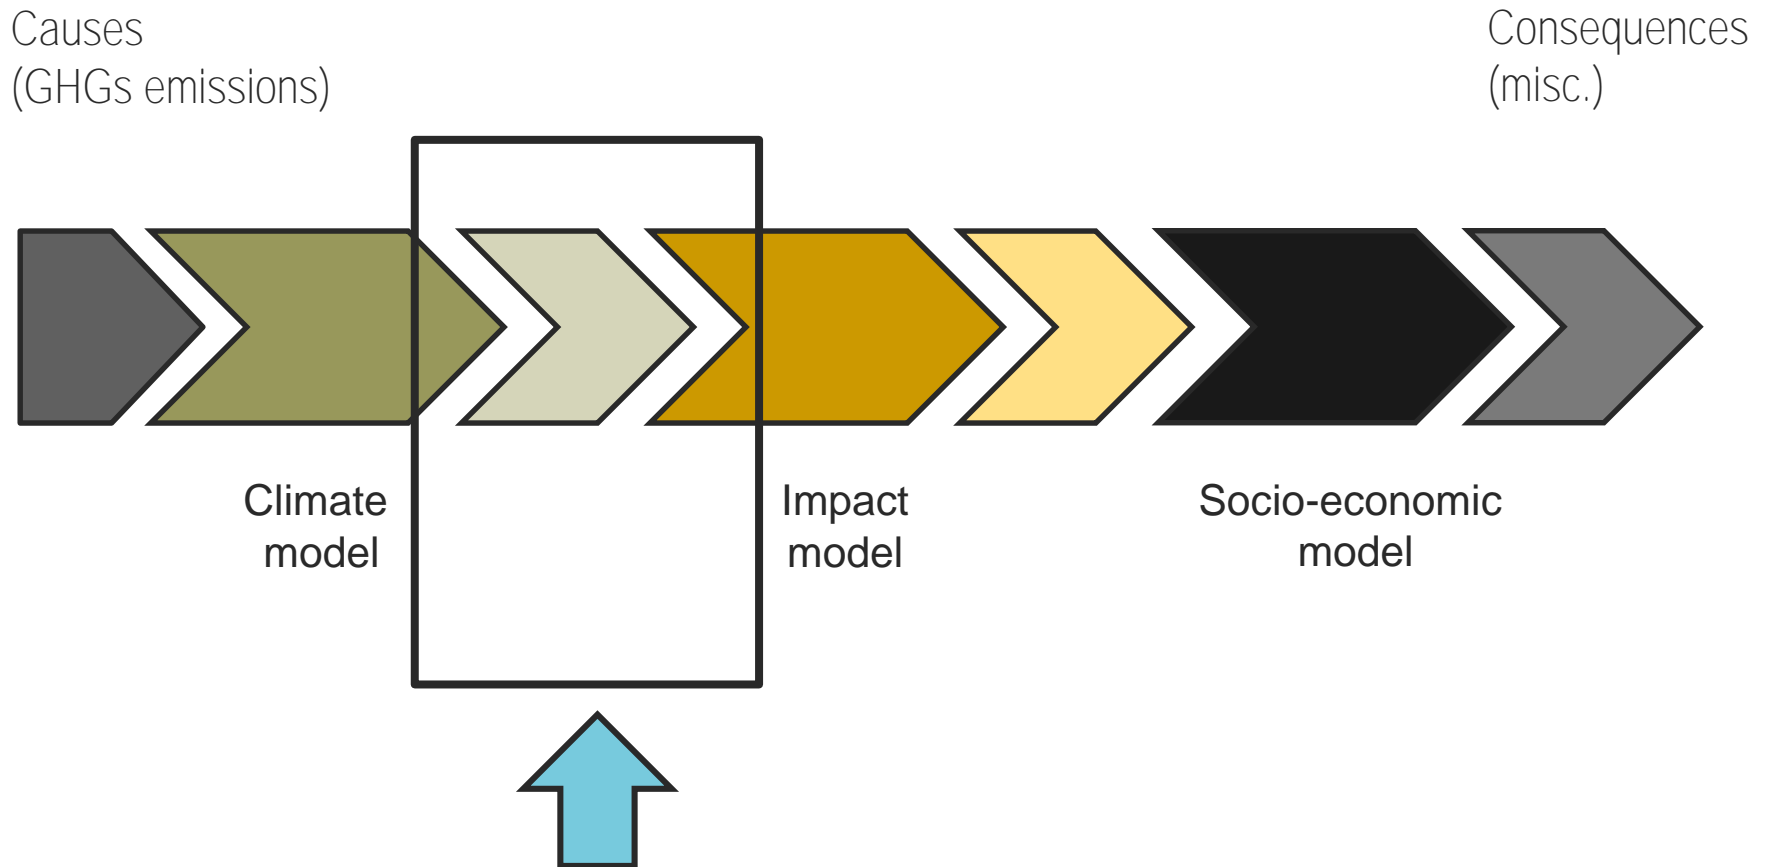 Causes
(GHGs emissions)
Consequences
(misc.)
Climate
model
Impact
model
Socio-economic
model